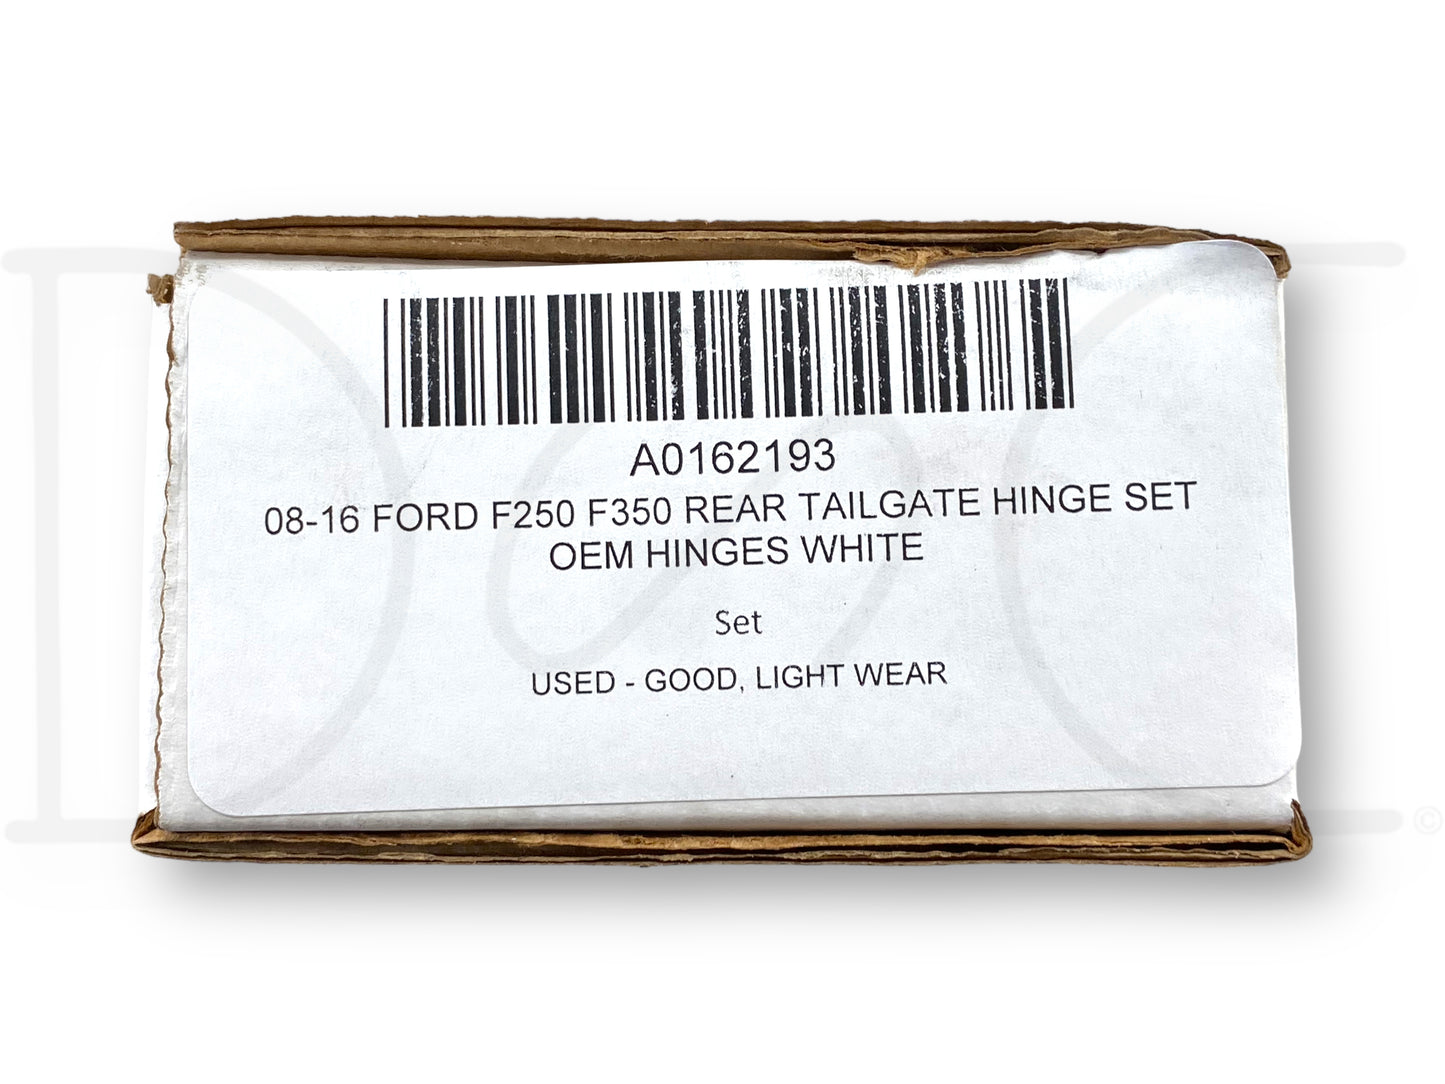 A0162193
08-16 FORD F250 F350 REAR TAILGATE HINGE SET
OEM HINGES WHITE
Set
USED - GOOD, LIGHT WEAR
©